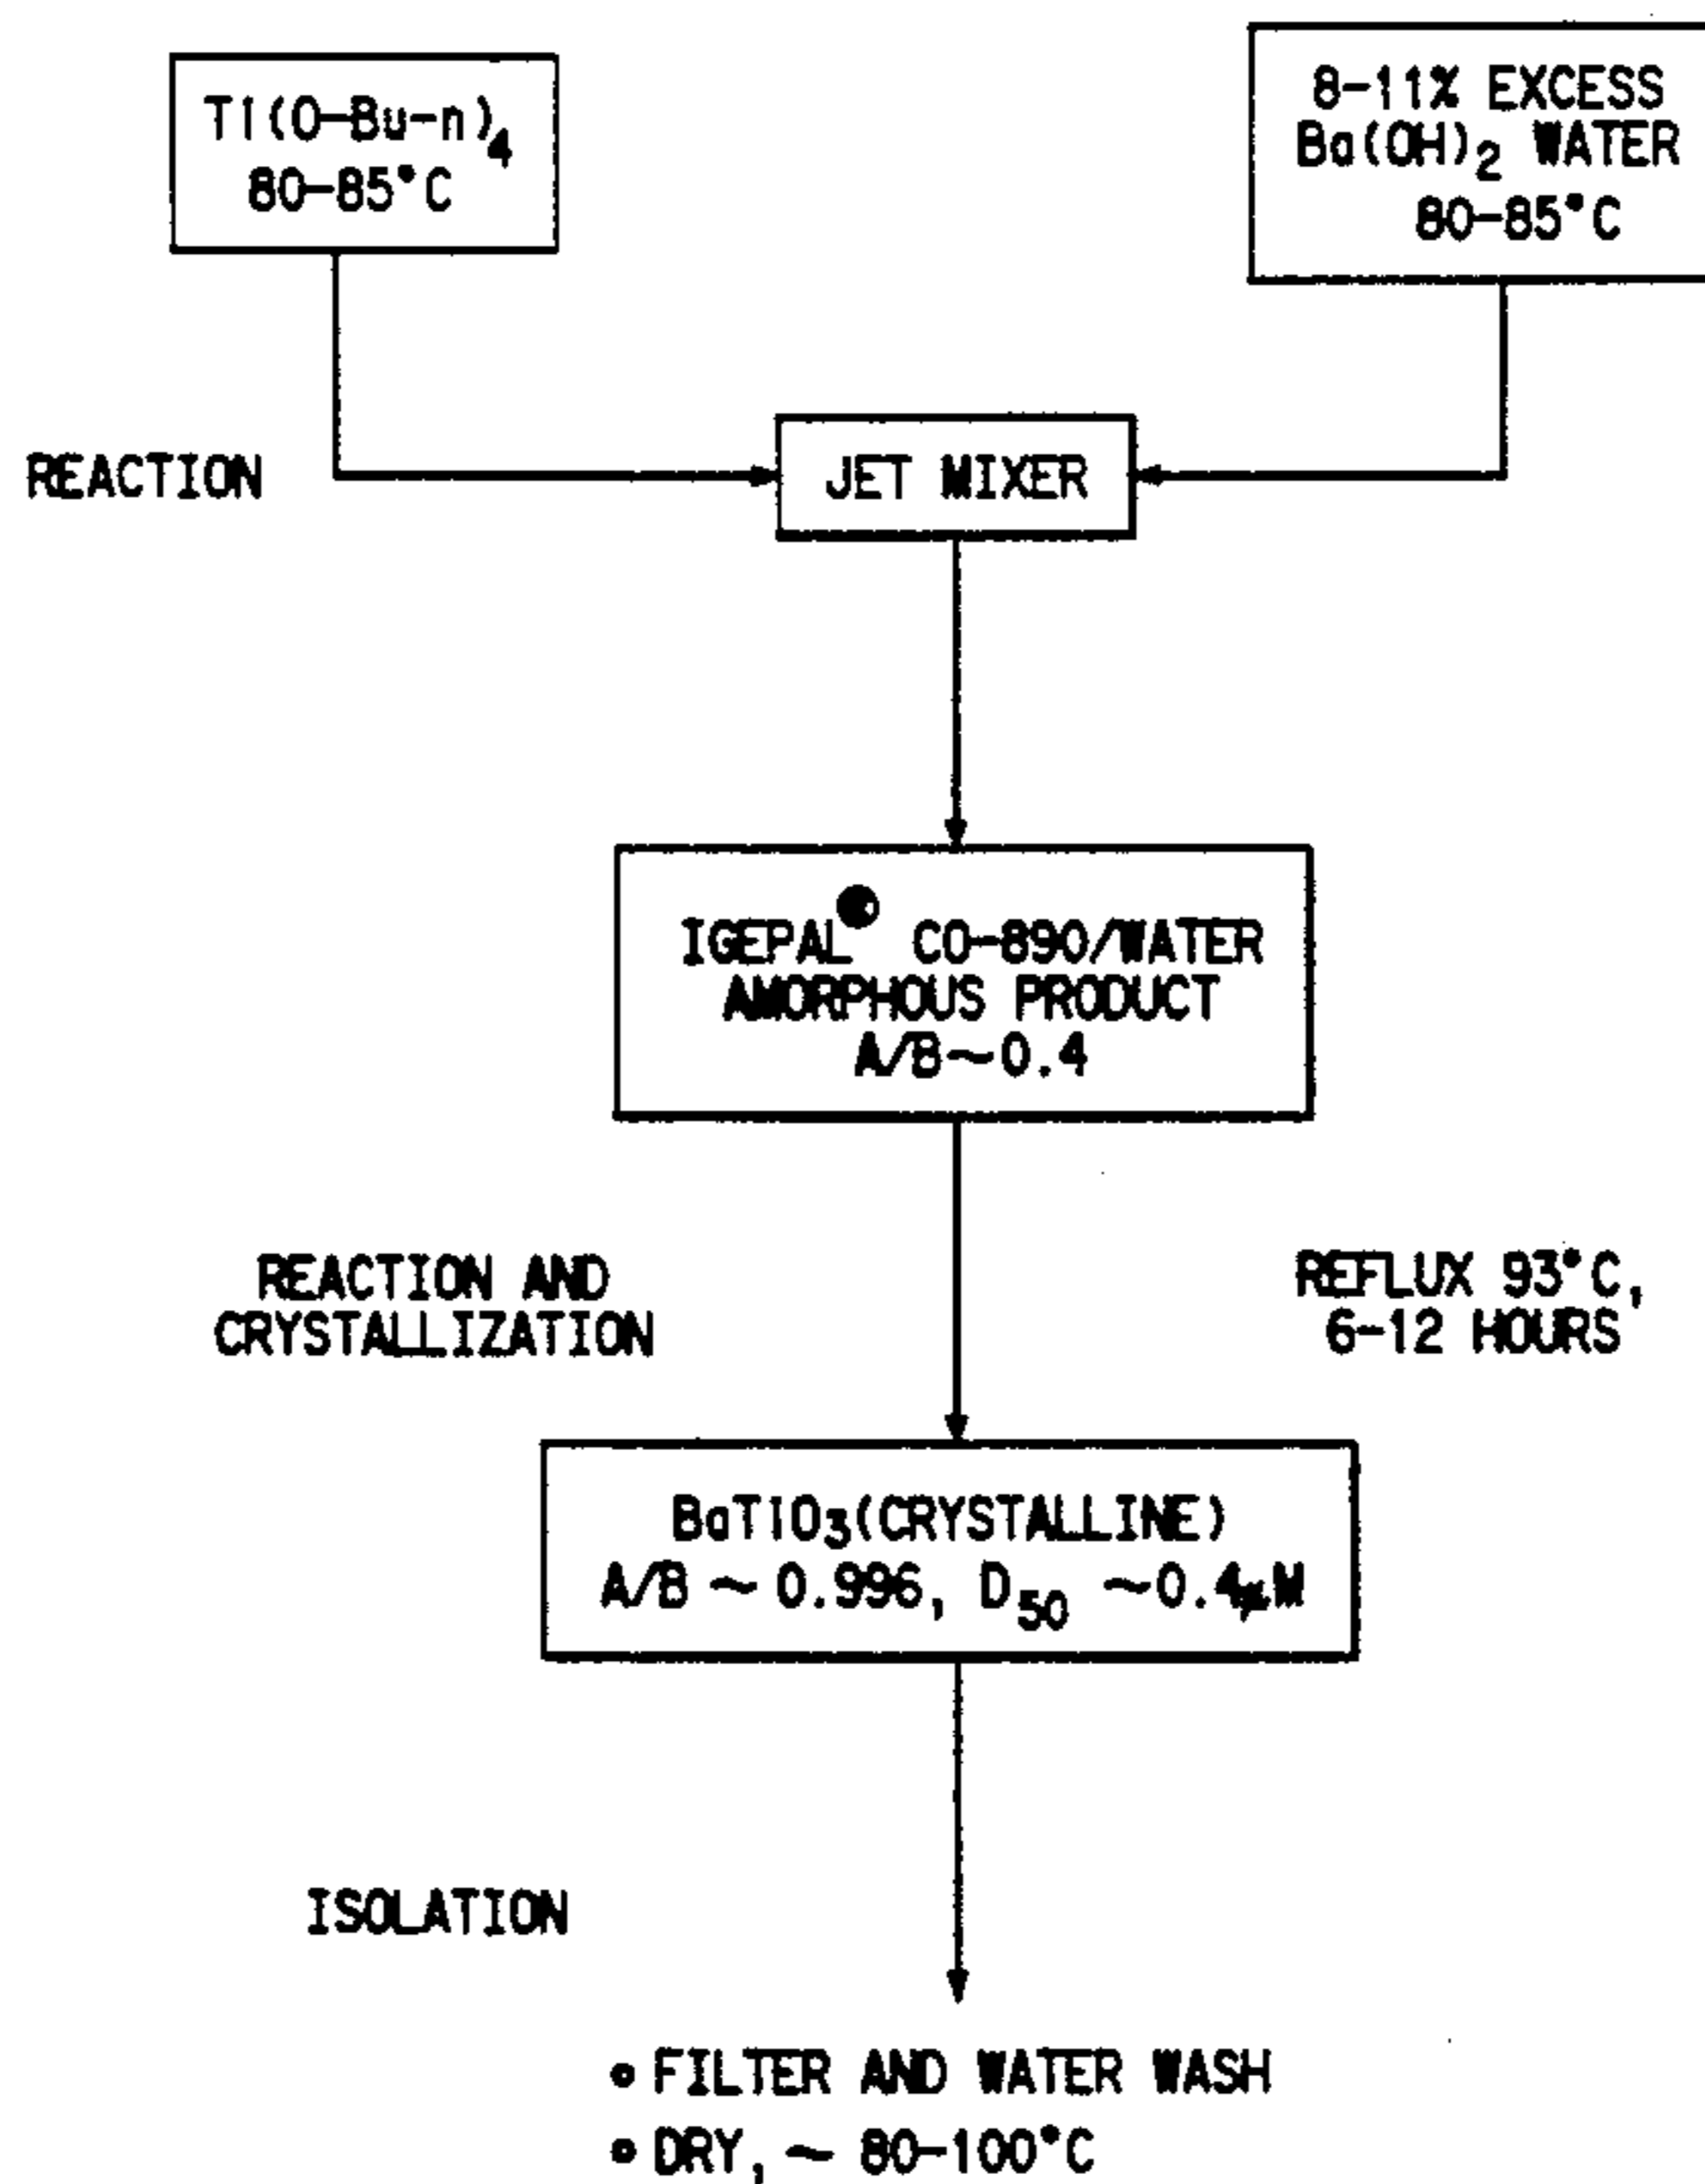 Ti(O-Bu-n)4
80-85°C
8-11% EXCESS
Ba(OH)2 WATER
80-85°C
REACTION
JET MIXER
IGEPAL® CO-890/WATER
AMORPHOUS PRODUCT
A/B~0.4
REACTION AND
CRYSTALLIZATION
REFLUX 93°C,
6-12 HOURS
BaTiO3(CRYSTALLINE)
A/B ~ 0.996, D50 ~0.4μM
ISOLATION
• FILTER AND WATER WASH
• DRY, ~ 80-100°C